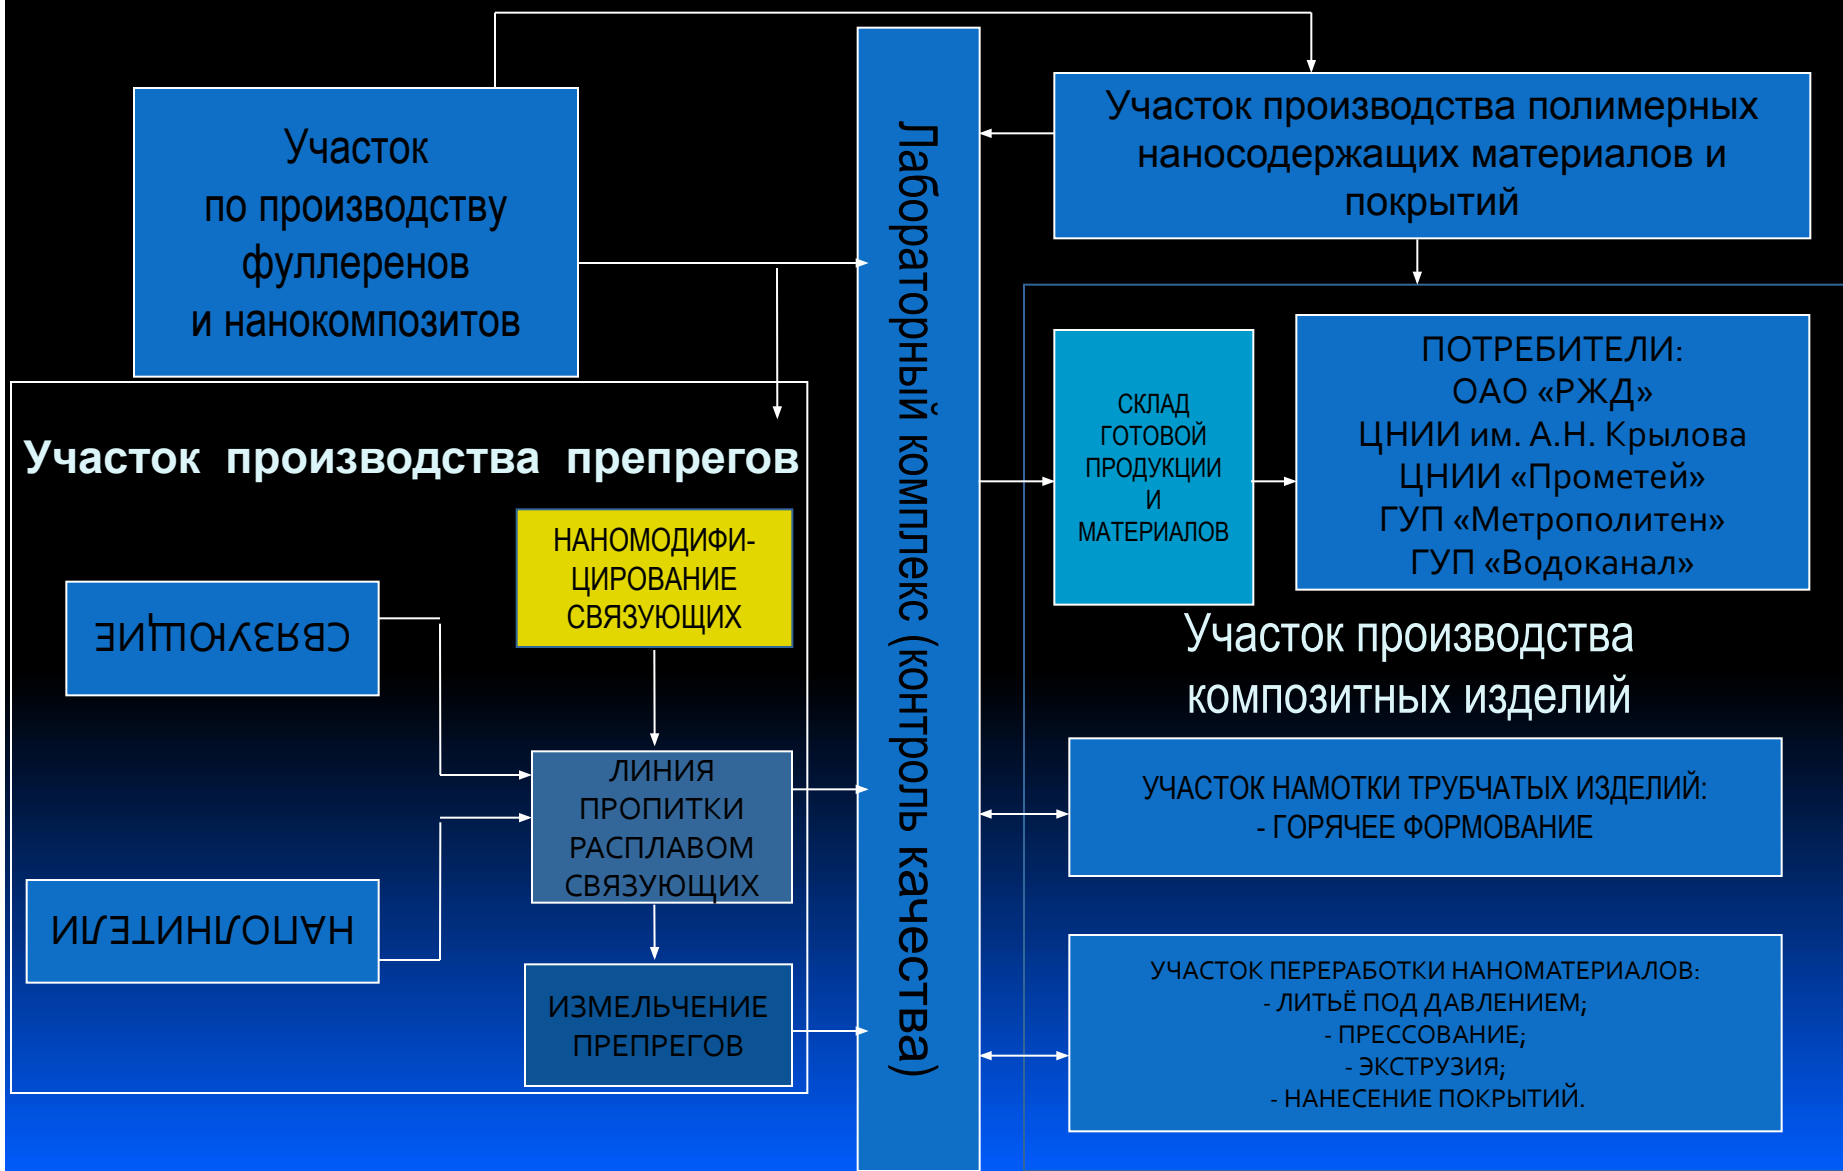 Участок
по производству
фуллеренов
и нанокомпозитов
Участок производства препрегов
НАНОМОДИФИ-
ЦИРОВАНИЕ
СВЯЗУЮЩИХ
СВЯЗУЮЩИЕ
ЛИНИЯ
ПРОПИТКИ
РАСПЛАВОМ
СВЯЗУЮЩИХ
НАПОЛНИТЕЛИ
ИЗМЕЛЬЧЕНИЕ
ПРЕПРЕГОВ
Лабораторный комплекс (контроль качества)
Участок производства полимерных
наносодержащих материалов и
покрытий
СКЛАД
ГОТОВОЙ
ПРОДУКЦИИ
И
МАТЕРИАЛОВ
ПОТРЕБИТЕЛИ:
ОАО «РЖД»
ЦНИИ им. А.Н. Крылова
ЦНИИ «Прометей»
ГУП «Метрополитен»
ГУП «Водоканал»
Участок производства
композитных изделий
УЧАСТОК НАМОТКИ ТРУБЧАТЫХ ИЗДЕЛИЙ:
- ГОРЯЧЕЕ ФОРМОВАНИЕ
УЧАСТОК ПЕРЕРАБОТКИ НАНОМАТЕРИАЛОВ:
- ЛИТЬЁ ПОД ДАВЛЕНИЕМ;
- ПРЕССОВАНИЕ;
- ЭКСТРУЗИЯ;
- НАНЕСЕНИЕ ПОКРЫТИЙ.